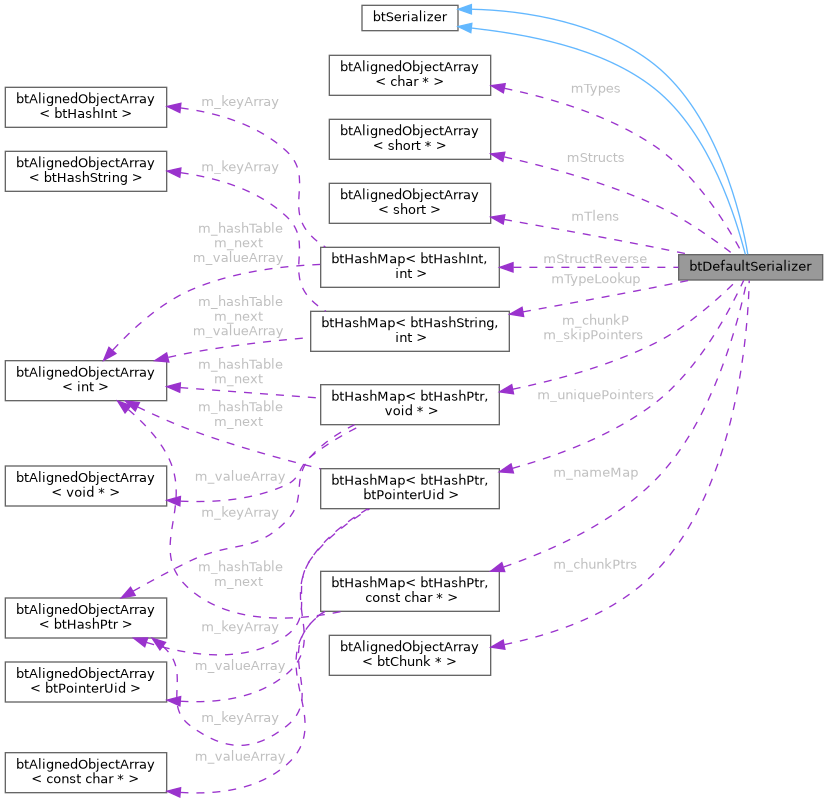 btSerializer
btAlignedObjectArray
< char * >
mTypes
btAlignedObjectArray
< btHashInt >
m_keyArray
btAlignedObjectArray
< short * >
mStructs
btAlignedObjectArray
< btHashString >
m_keyArray
btAlignedObjectArray
< short >
mTlens
m_hashTable
m_next
m_valueArray
btHashMap< btHashInt,
int >
mStructReverse
btDefaultSerializer
mTypeLookup
m_hashTable
m_next
m_valueArray
btHashMap< btHashString,
int >
m_chunkP
m_skipPointers
btAlignedObjectArray
< int >
m_hashTable
m_next
btHashMap< btHashPtr,
void * >
m_uniquePointers
m_hashTable
m_next
btAlignedObjectArray
< void * >
m_valueArray
btHashMap< btHashPtr,
btPointerUid >
m_nameMap
m_keyArray
m_hashTable
m_next
btHashMap< btHashPtr,
const char * >
m_chunkPtrs
btAlignedObjectArray
< btHashPtr >
m_keyArray
btAlignedObjectArray
< btChunk * >
btAlignedObjectArray
< btPointerUid >
m_valueArray
m_keyArray
btAlignedObjectArray
< const char * >
m_valueArray